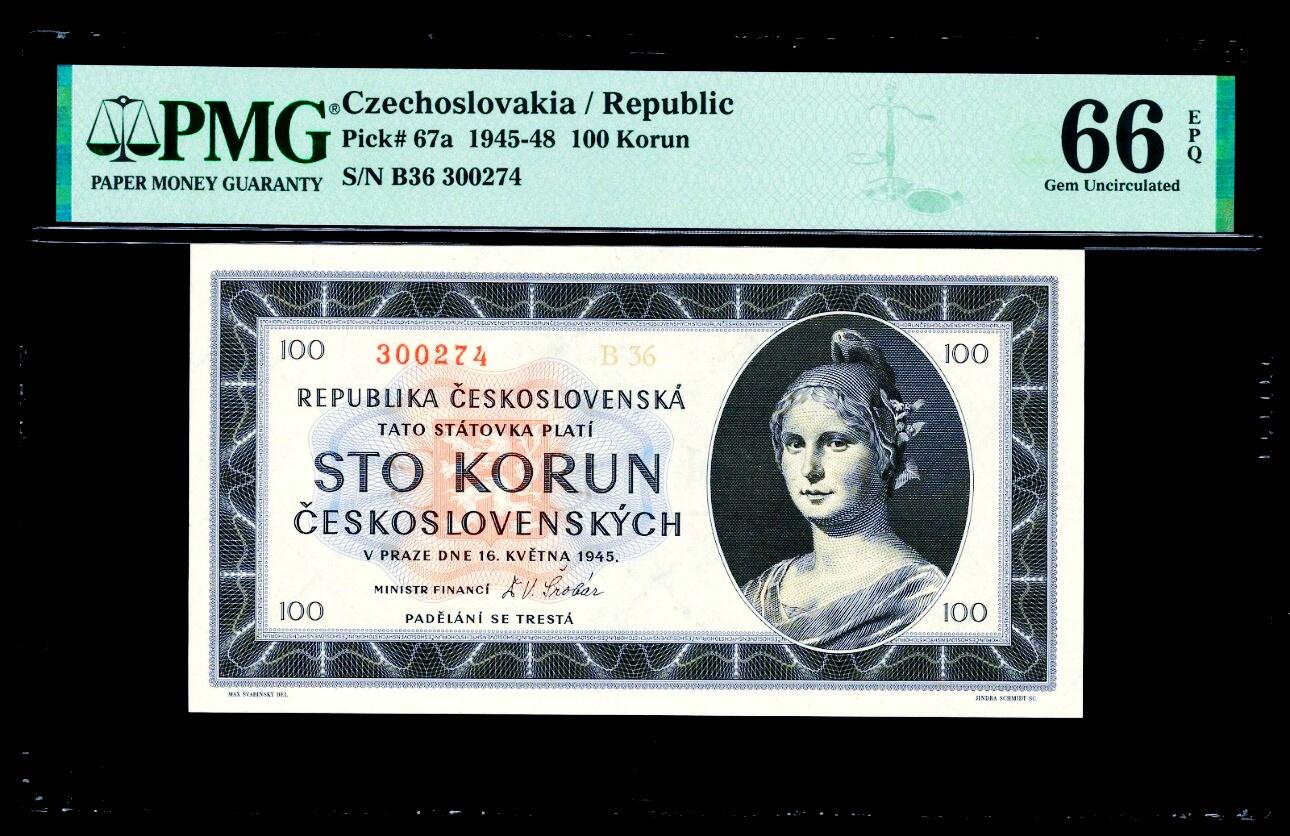 PMG®
PAPER MONEY GUARANTY
Czechoslovakia / Republic
Pick# 67a 1945-48 100 Korun
S/N B36 300274
66
EPQ
Gem Uncirculated
100 300274 B 36 100
REPUBLIKA ČESKOSLOVENSKÁ
TATO STÁTOVKA PLATÍ
STO KORUN
ČESKOSLOVENSKÝCH
V PRAZE DNE 16. KVĚTNA 1945.
MINISTR FINANCÍ Dr V. Šrobár
100 100
PADĚLÁNÍ SE TRESTÁ
MAX ŠVABINSKÝ DEL. JINDRA SCHMIDT SC.